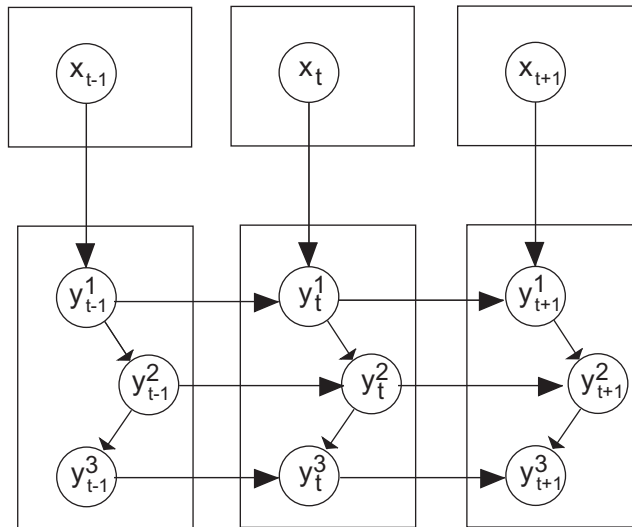 x_{t-1} x_t x_{t+1}
y^1_{t-1} y^1_t y^1_{t+1}
y^2_{t-1} y^2_t y^2_{t+1}
y^3_{t-1} y^3_t y^3_{t+1}